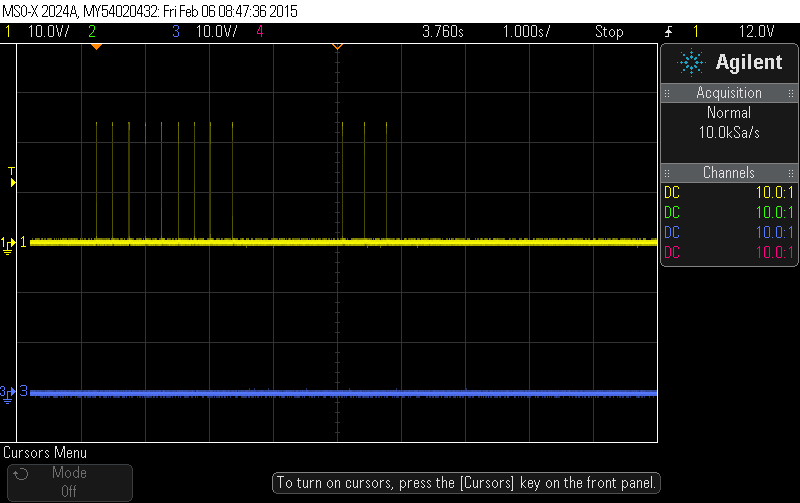 MSO-X 2024A, MY54020432: Fri Feb 06 08:47:36 2015
1 10.0V/ 2 3 10.0V/ 4 3.760s 1.000s/ Stop 1 12.0V
Agilent
Acquisition
Normal
10.0kSa/s
Channels
DC 10.0:1
DC 10.0:1
DC 10.0:1
DC 10.0:1
T
1 1
3 3
Cursors Menu
Mode
Off
To turn on cursors, press the [Cursors] key on the front panel.